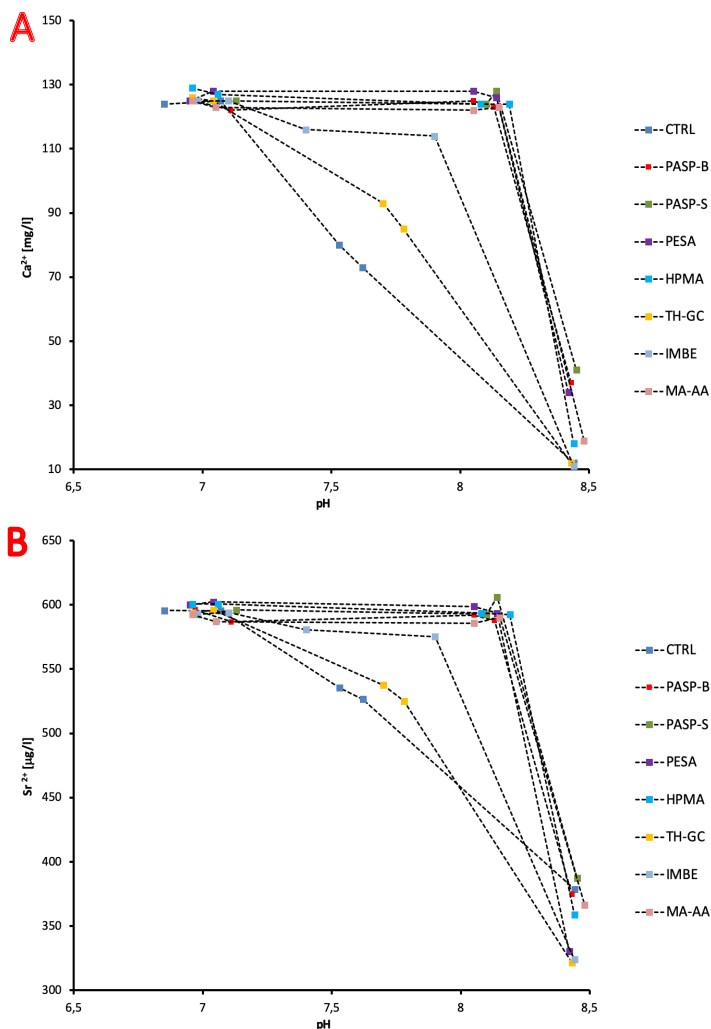 A
150
130
110
90
70
50
30
10
Ca2+ [mg/l]
6,5
7
7,5
8
8,5
pH
CTRL
PASP-B
PASP-S
PESA
HPMA
TH-GC
IMBE
MA-AA
B
650
600
550
500
450
400
350
300
Sr 2+ [µg/l]
6,5
7
7,5
8
8,5
pH
CTRL
PASP-B
PASP-S
PESA
HPMA
TH-GC
IMBE
MA-AA